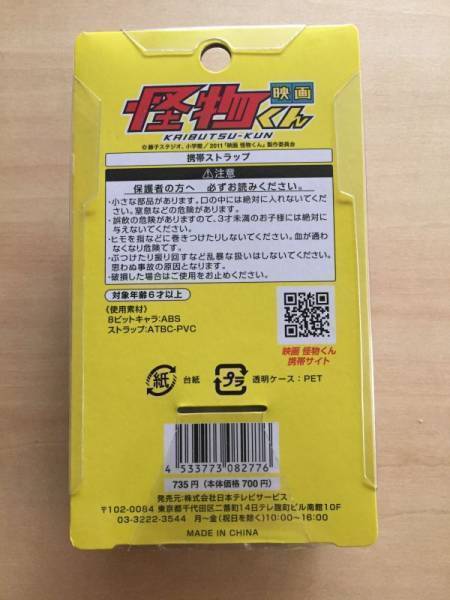 映画
怪物くん
KAIBUTSU-KUN
©藤子スタジオ、小学館／2011「映画 怪物くん」製作委員会
携帯ストラップ
⚠注意
保護者の方へ 必ずお読みください。
・小さな部品があります。口の中には絶対に入れないでください。窒息などの危険があります。
・誤飲の危険がありますので、3才未満のお子様には絶対に与えないでください。
・ヒモを指などに巻きつけたりしないでください。血が通わなくなり危険です。
・ぶつけたり振り回すなど乱暴な扱いはしないでください。思わぬ事故の原因となります。
・破損した場合はご使用をお止めください。
対象年齢6才以上
《使用素材》
8ビットキャラ:ABS
ストラップ:ATBC-PVC
映画 怪物くん
携帯サイト
紙 台紙
プラ 透明ケース：PET
4 533773 082776
735円（本体価格 700円）
発売元:株式会社日本テレビサービス
〒102-0084 東京都千代田区二番町14日テレ麹町ビル南館10F
03-3222-3544 月～金(祝日を除く)10:00～16:00
MADE IN CHINA